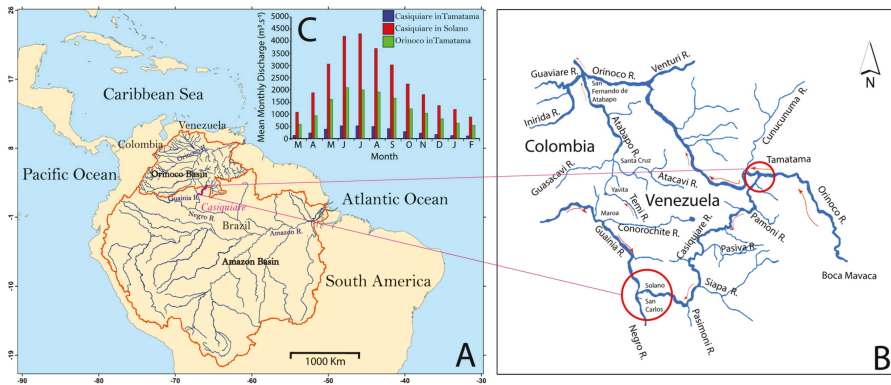 26
17
8
-1
-10
-19
-90
-80
-70
-60
-50
-40
-30
Caribbean Sea
Pacific Ocean
Atlantic Ocean
South America
Venezuela
Colombia
Orinoco R.
Orinoco Basin
Guainia R.
Casiquiare
Negro R.
Brazil
Amazon R.
Amazon Basin
1000 Km
A
C
Casiquiare in Tamatama
Casiquiare in Solano
Orinoco in Tamatama
Mean Monthly Discharge (m³.s⁻¹)
5000
4500
4000
3500
3000
2500
2000
1500
1000
500
0
M A M J J A S O N D J F
Month
B
N
Guaviare R.
Orinoco R.
Venturi R.
San
Fernando de
Atabapo
Inirida R.
Atabapo R.
Cunucunuma R.
Colombia
Santa Cruz
Tamatama
Guasacavi R.
Atacavi R.
Yavita
Venezuela
Temi R.
Maroa
Orinoco R.
Guainia R.
Conorochite R.
Casiquiare R.
Pamoni R.
Pasiva R.
Boca Mavaca
Siapa R.
Solano
San
Carlos
Pasimoni R.
Negro R.